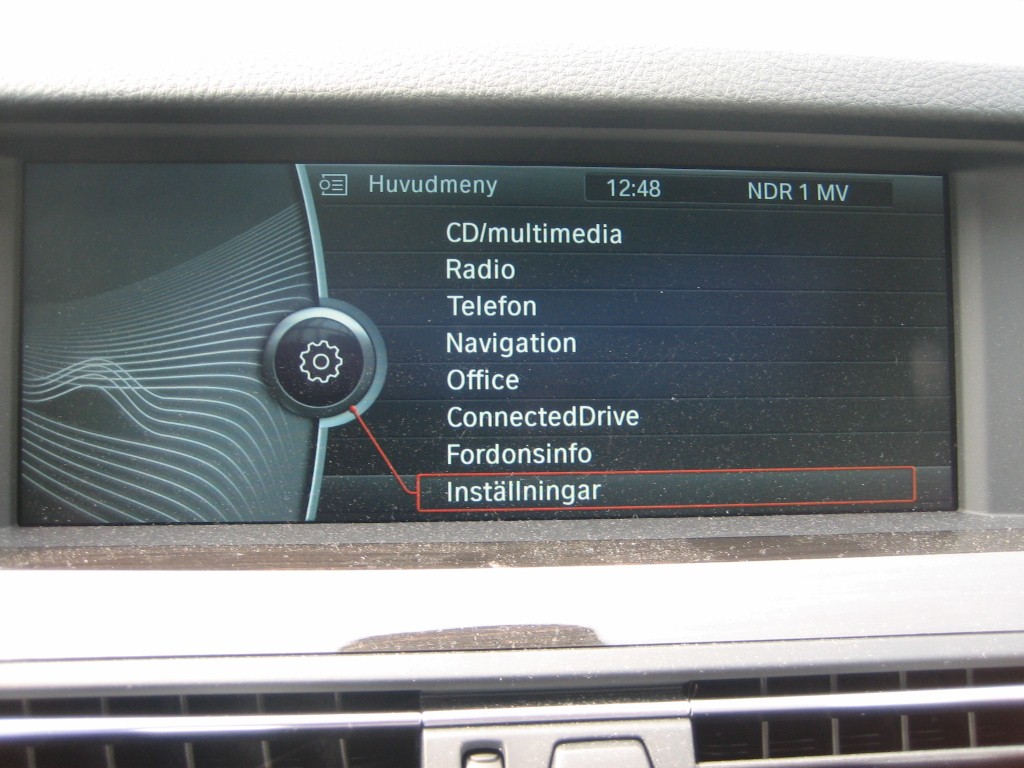 Huvudmeny 12:48 NDR 1 MV
CD/multimedia
Radio
Telefon
Navigation
Office
ConnectedDrive
Fordonsinfo
Inställningar